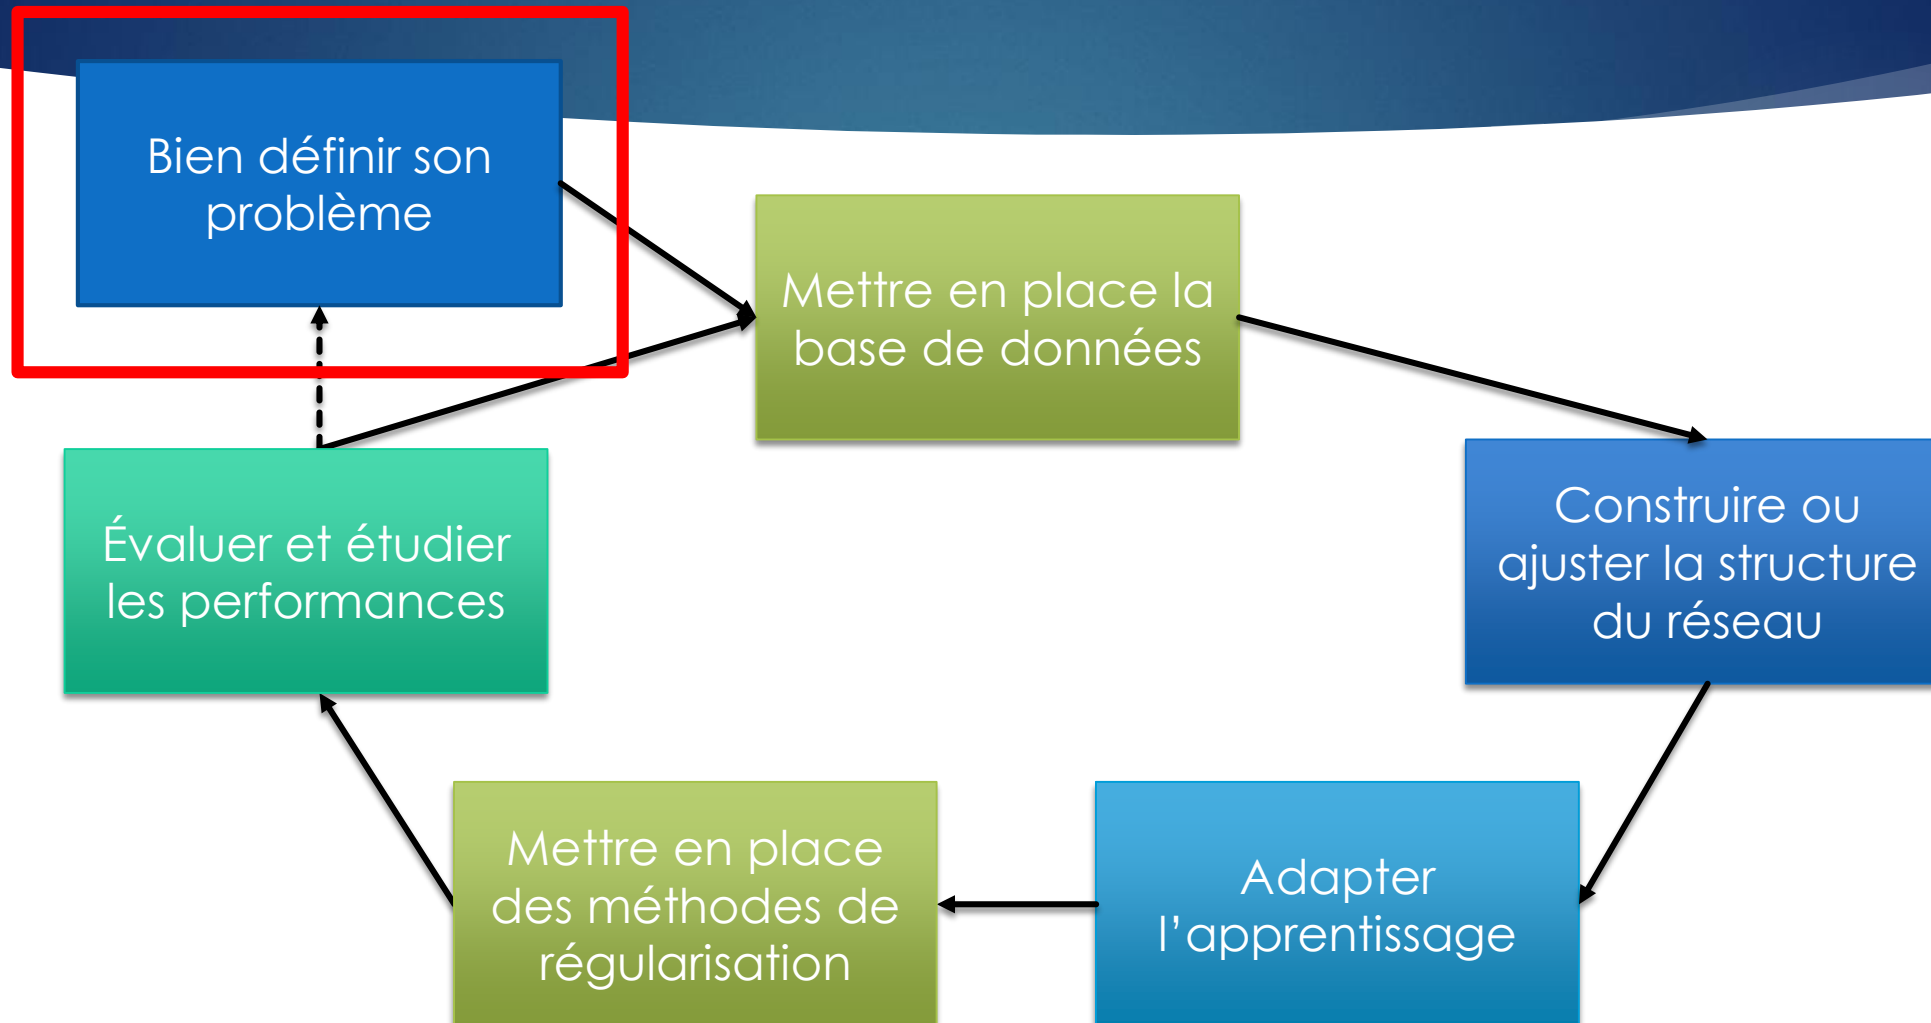 Bien définir son
problème
Mettre en place la
base de données
Construire ou
ajuster la structure
du réseau
Adapter
l’apprentissage
Mettre en place
des méthodes de
régularisation
Évaluer et étudier
les performances